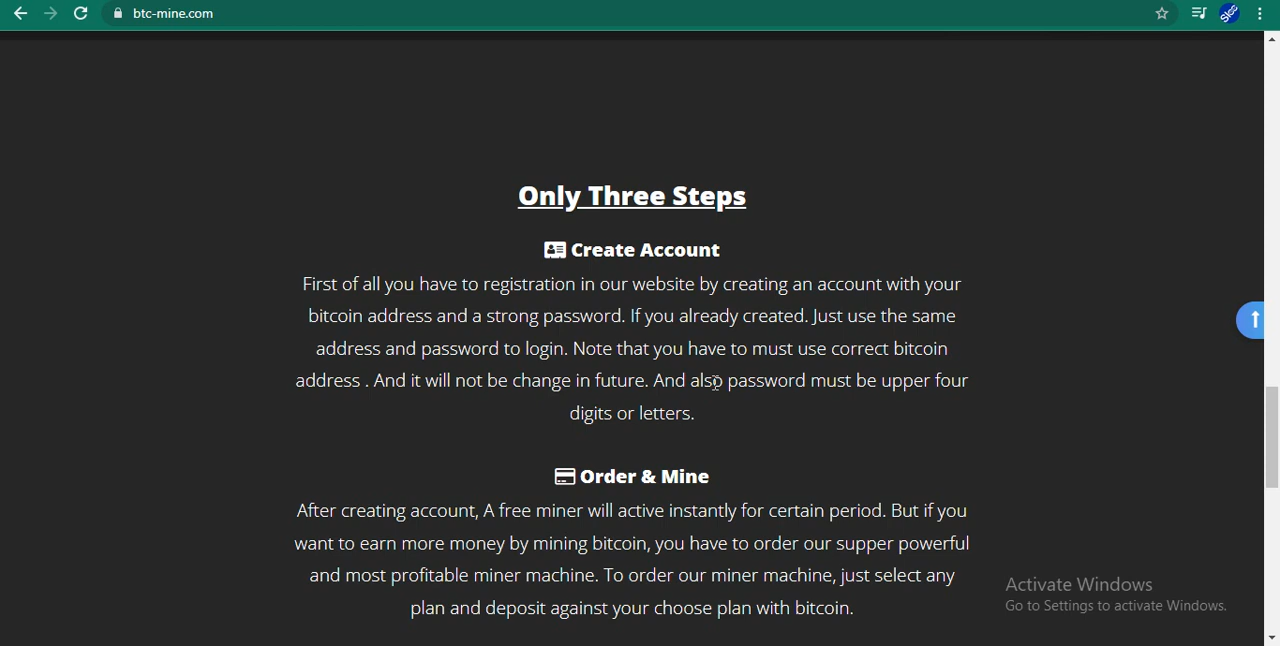 btc-mine.com
Only Three Steps
Create Account
First of all you have to registration in our website by creating an account with your
bitcoin address and a strong password. If you already created. Just use the same
address and password to login. Note that you have to must use correct bitcoin
address . And it will not be change in future. And also password must be upper four
digits or letters.
Order & Mine
After creating account, A free miner will active instantly for certain period. But if you
want to earn more money by mining bitcoin, you have to order our supper powerful
and most profitable miner machine. To order our miner machine, just select any
plan and deposit against your choose plan with bitcoin.
Activate Windows
Go to Settings to activate Windows.